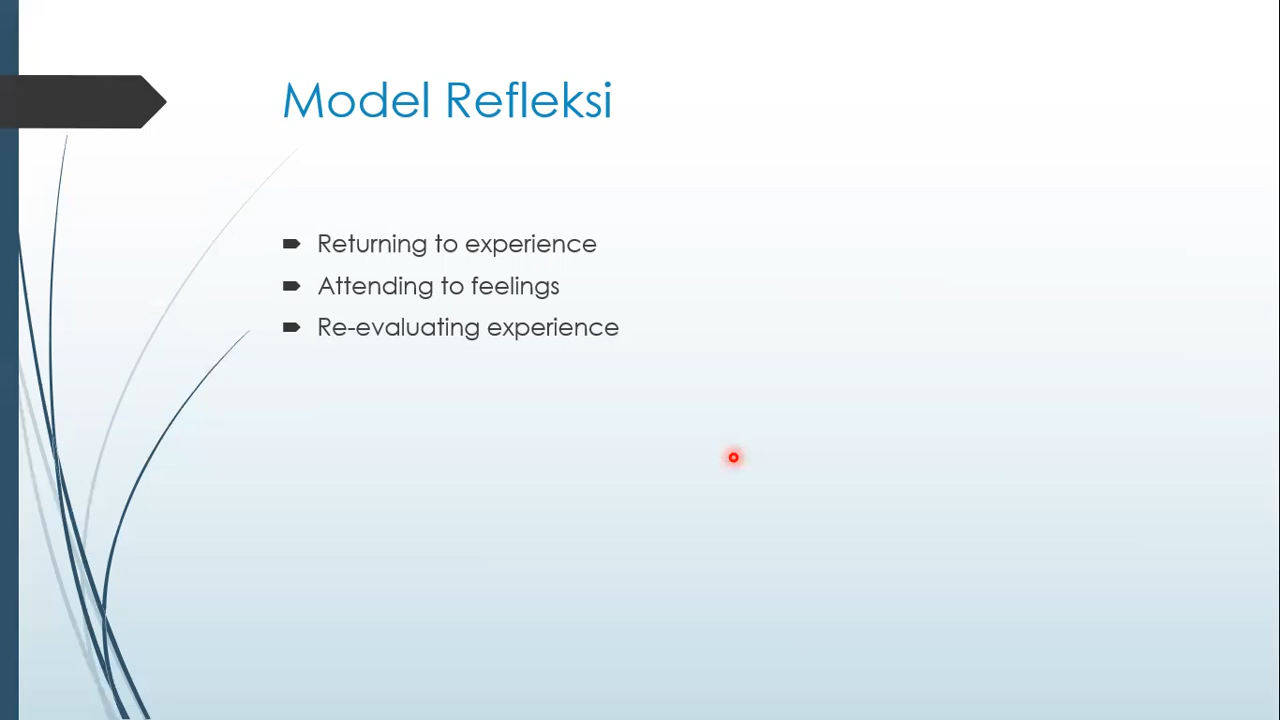 Model Refleksi
Returning to experience
Attending to feelings
Re-evaluating experience